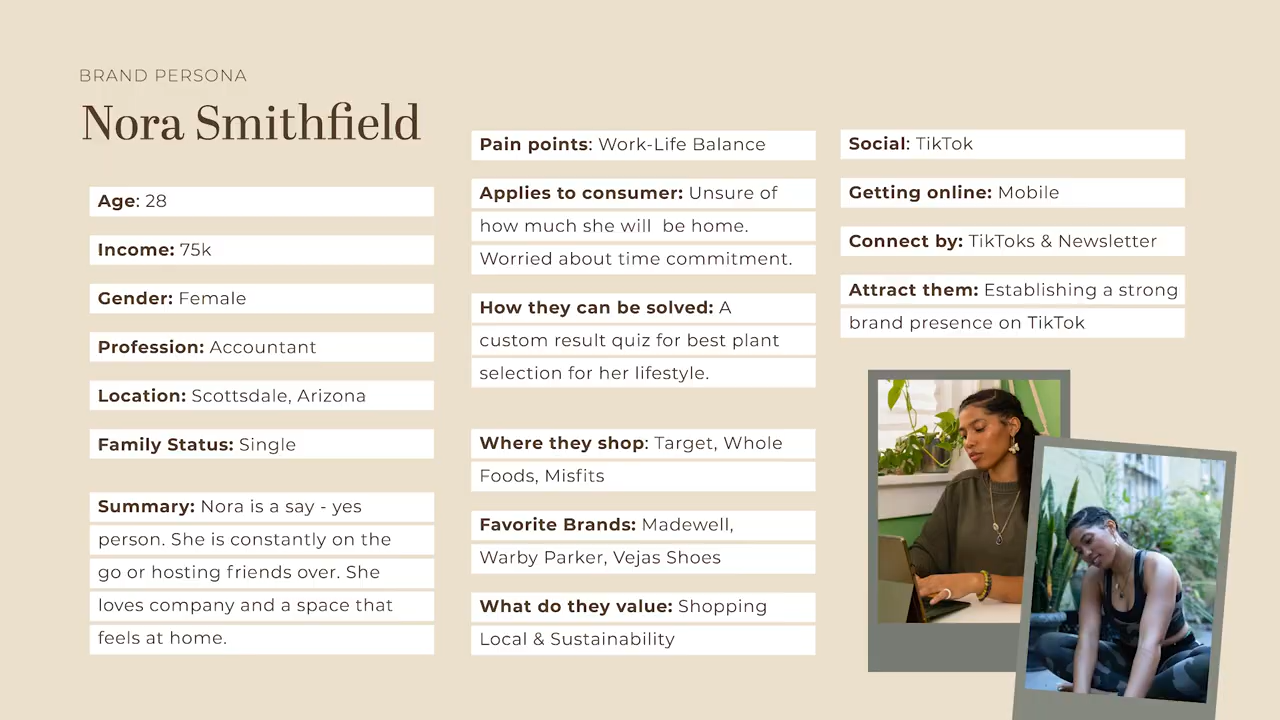 BRAND PERSONA
Nora Smithfield
Age: 28
Income: 75k
Gender: Female
Profession: Accountant
Location: Scottsdale, Arizona
Family Status: Single
Summary: Nora is a say - yes
person. She is constantly on the
go or hosting friends over. She
loves company and a space that
feels at home.
Pain points: Work-Life Balance
Applies to consumer: Unsure of
how much she will  be home.
Worried about time commitment.
How they can be solved: A
custom result quiz for best plant
selection for her lifestyle.
Where they shop: Target, Whole
Foods, Misfits
Favorite Brands: Madewell,
Warby Parker, Vejas Shoes
What do they value: Shopping
Local & Sustainability
Social: TikTok
Getting online: Mobile
Connect by: TikToks & Newsletter
Attract them: Establishing a strong
brand presence on TikTok